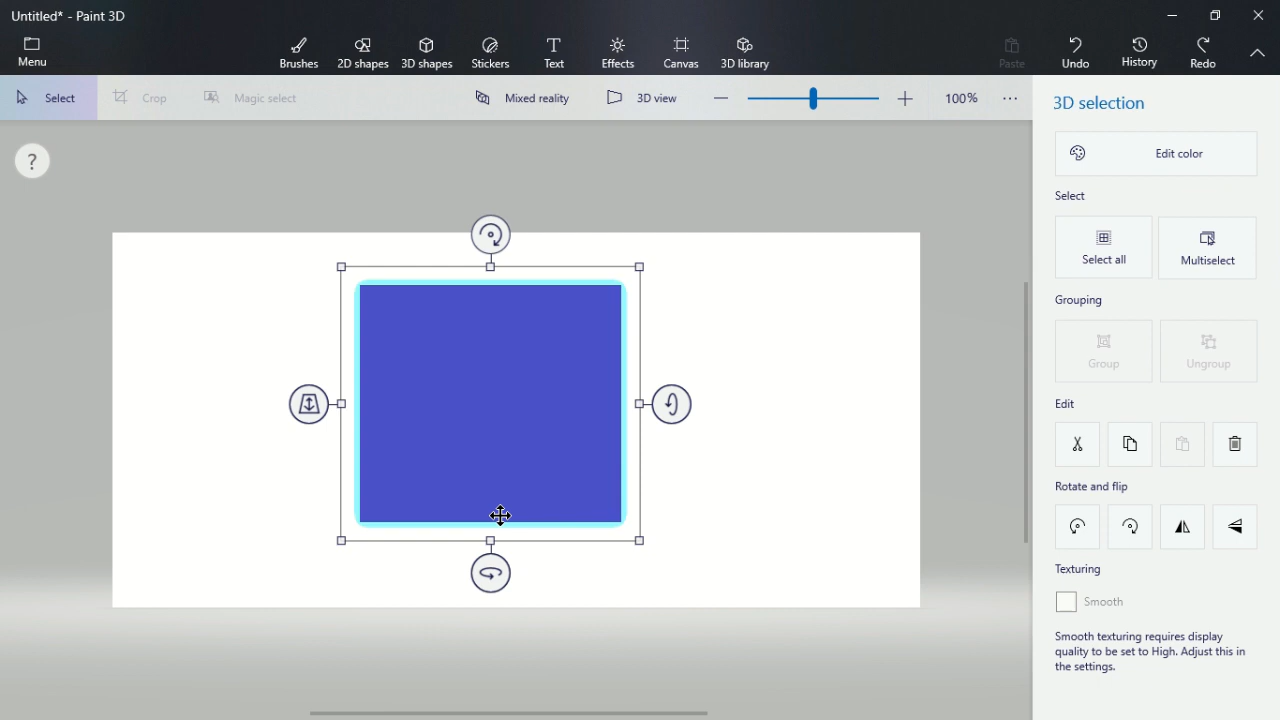 Untitled* - Paint 3D
Menu
Brushes
2D shapes
3D shapes
Stickers
Text
Effects
Canvas
3D library
Paste
Undo
History
Redo
Select
Crop
Magic select
Mixed reality
3D view
100%
?
3D selection
Edit color
Select
Select all
Multiselect
Grouping
Group
Ungroup
Edit
Rotate and flip
Texturing
Smooth
Smooth texturing requires display
quality to be set to High. Adjust this in
the settings.